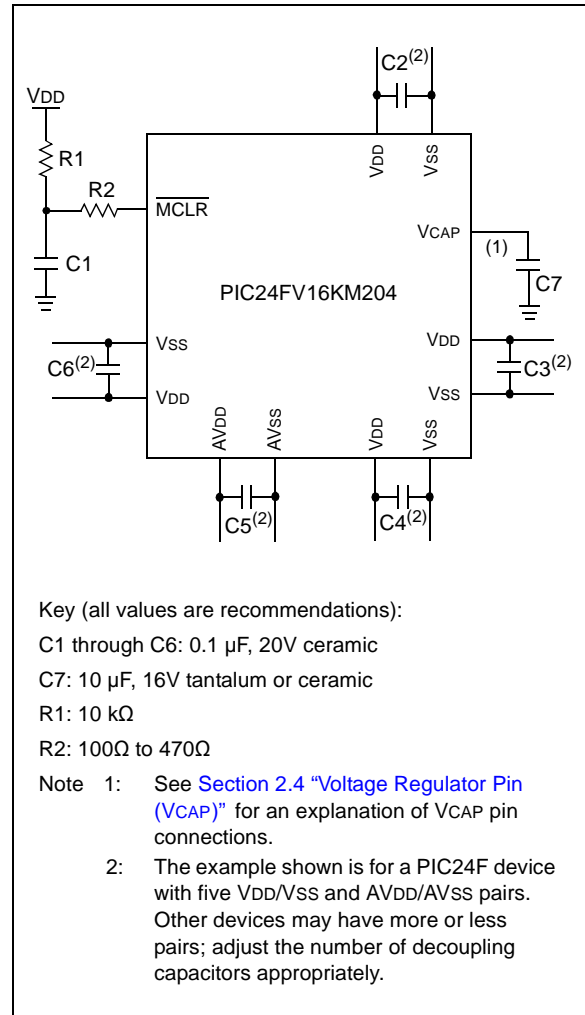 C2(2)
VDD
R1
R2
C1
VDD
VSS
MCLR
VCAP
(1)
C7
PIC24FV16KM204
VSS
VDD
C6(2)
C3(2)
VDD
VSS
AVDD
AVSS
VDD
VSS
C5(2)
C4(2)
Key (all values are recommendations):
C1 through C6: 0.1 µF, 20V ceramic
C7: 10 µF, 16V tantalum or ceramic
R1: 10 kΩ
R2: 100Ω to 470Ω
Note 1: See Section 2.4 “Voltage Regulator Pin
(VCAP)” for an explanation of VCAP pin
connections.
2: The example shown is for a PIC24F device
with five VDD/VSS and AVDD/AVSS pairs.
Other devices may have more or less
pairs; adjust the number of decoupling
capacitors appropriately.